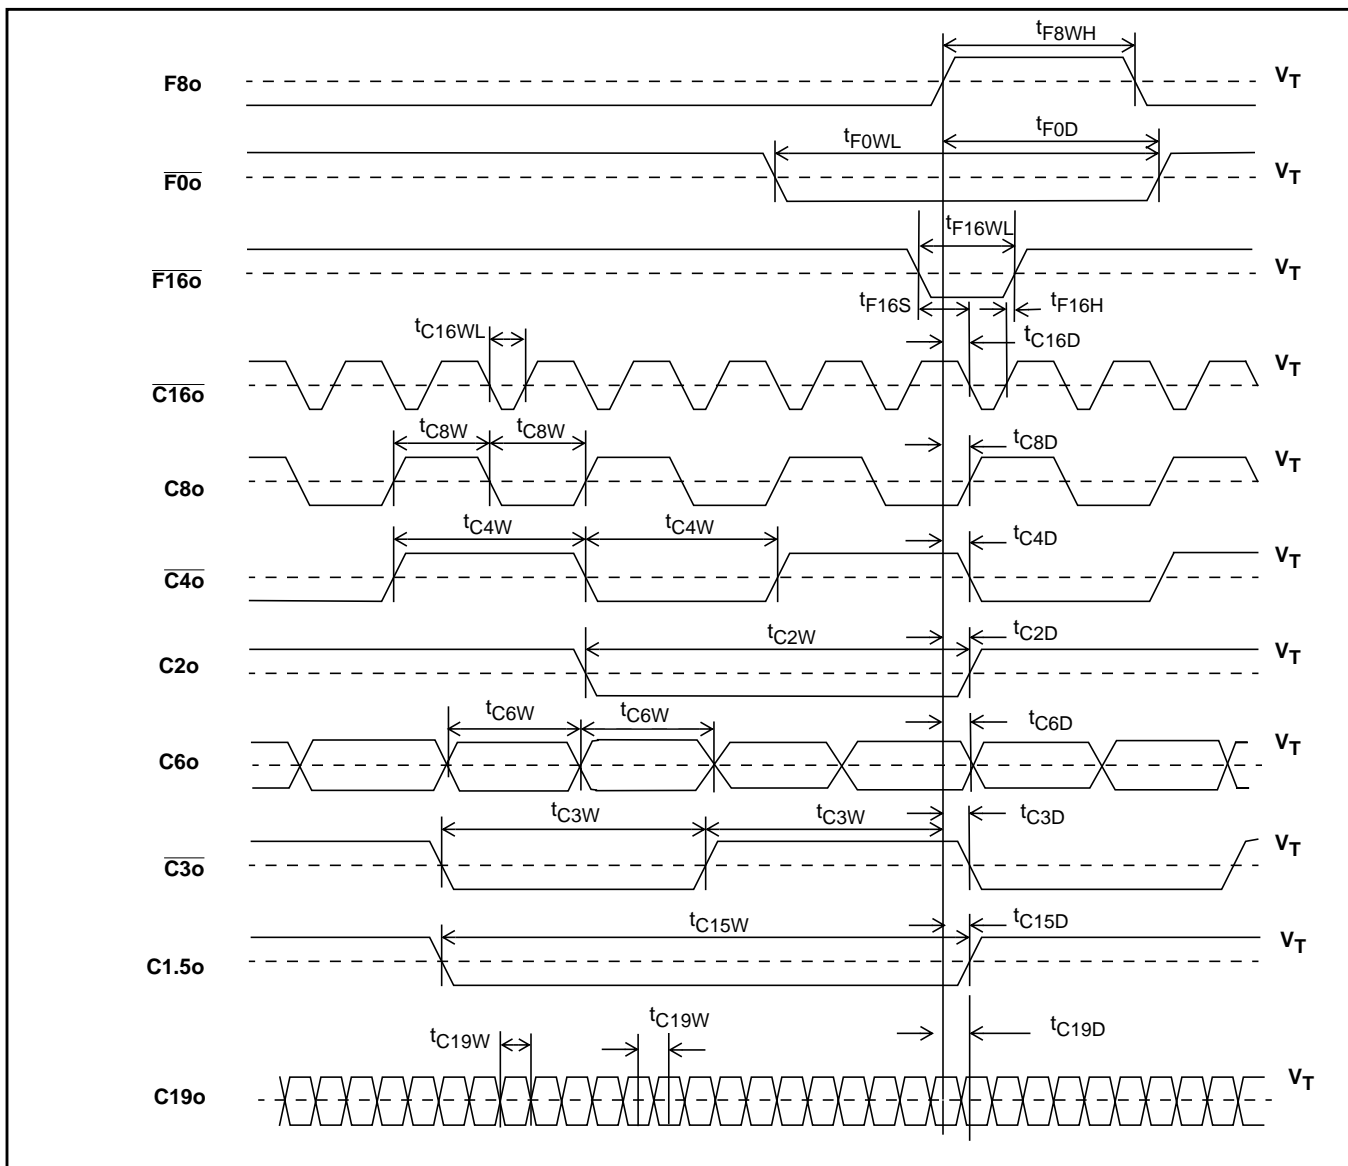 tF8WH
F8o VT
tF0WL tF0D
F0o VT
tF16WL
F16o VT
tF16S tF16H
tC16WL tC16D
C16o VT
tC8W tC8W tC8D
C8o VT
tC4W tC4W tC4D
C4o VT
tC2W tC2D
C2o VT
tC6W tC6W tC6D
C6o VT
tC3W tC3W tC3D
C3o VT
tC15W tC15D
C1.5o VT
tC19W tC19W tC19D
C19o VT